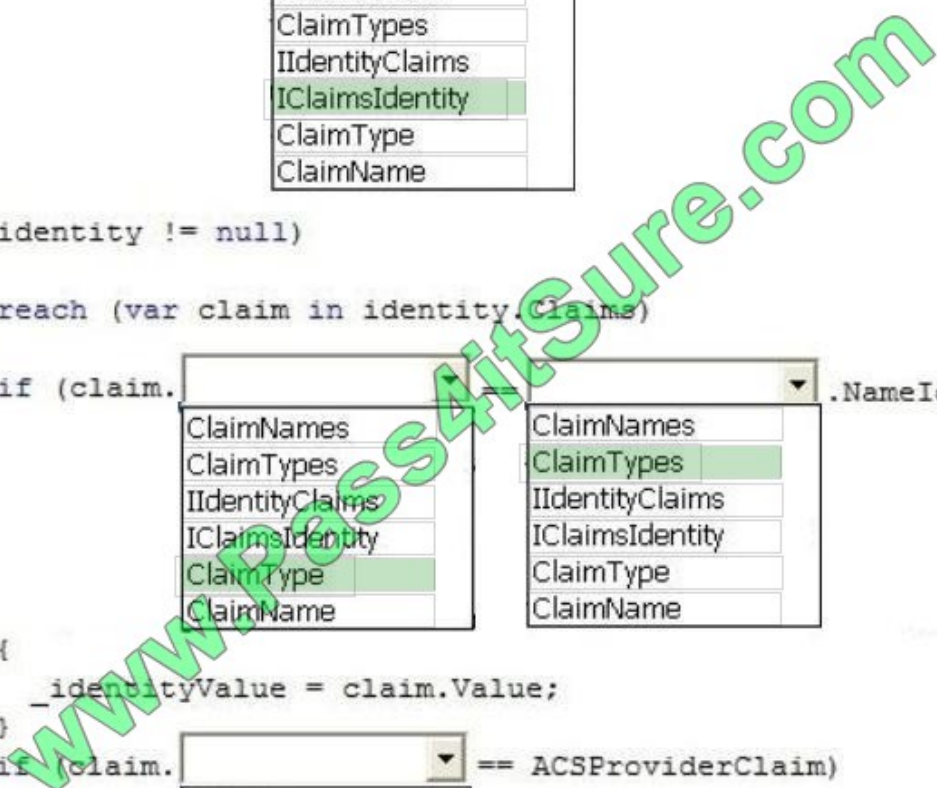 ClaimTypes
IIdentityClaims
IClaimsIdentity
ClaimType
ClaimName
identity != null)
reach (var claim in identity.Claims)
if (claim. == .NameI
ClaimNames
ClaimTypes
IIdentityClaims
IClaimsIdentity
ClaimType
ClaimName
ClaimNames
ClaimTypes
IIdentityClaims
IClaimsIdentity
ClaimType
ClaimName
{
_identityValue = claim.Value;
}
if (claim. == ACSProviderClaim)
www.Pass4itSure.com